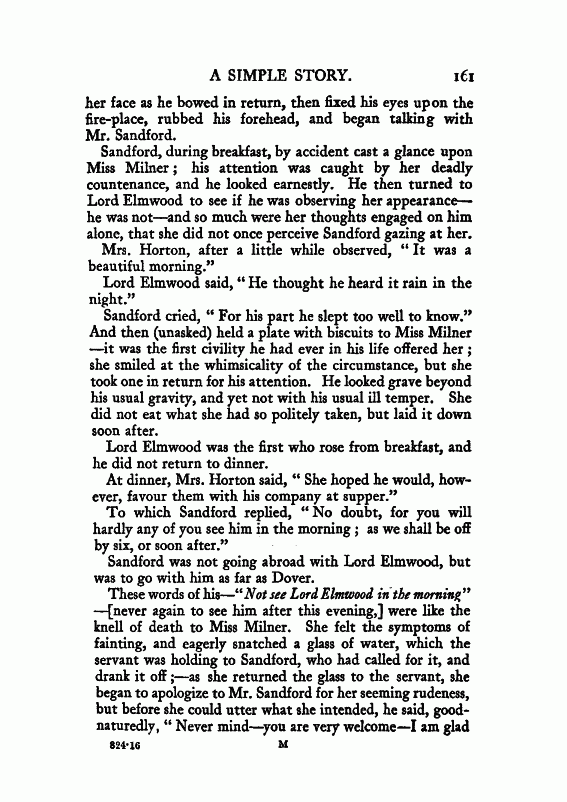 A SIMPLE STORY. 161
her face as he bowed in return, then fixed his eyes upon the
fire-place, rubbed his forehead, and began talking with
Mr. Sandford.
Sandford, during breakfast, by accident cast a glance upon
Miss Milner ; his attention was caught by her deadly
countenance, and he looked earnestly. He then turned to
Lord Elmwood to see if he was observing her appearance—
he was not—and so much were her thoughts engaged on him
alone, that she did not once perceive Sandford gazing at her.
Mrs. Horton, after a little while observed, “ It was a
beautiful morning.”
Lord Elmwood said, “ He thought he heard it rain in the
night.”
Sandford cried, “ For his part he slept too well to know.”
And then (unasked) held a plate with biscuits to Miss Milner
—it was the first civility he had ever in his life offered her ;
she smiled at the whimsicality of the circumstance, but she
took one in return for his attention. He looked grave beyond
his usual gravity, and yet not with his usual ill temper. She
did not eat what she had so politely taken, but laid it down
soon after.
Lord Elmwood was the first who rose from breakfast, and
he did not return to dinner.
At dinner, Mrs. Horton said, “ She hoped he would, how-
ever, favour them with his company at supper.”
To which Sandford replied, “ No doubt, for you will
hardly any of you see him in the morning ; as we shall be off
by six, or soon after.”
Sandford was not going abroad with Lord Elmwood, but
was to go with him as far as Dover.
These words of his—“Not see Lord Elmwood in the morning”
—[never again to see him after this evening,] were like the
knell of death to Miss Milner. She felt the symptoms of
fainting, and eagerly snatched a glass of water, which the
servant was holding to Sandford, who had called for it, and
drank it off ;—as she returned the glass to the servant, she
began to apologize to Mr. Sandford for her seeming rudeness,
but before she could utter what she intended, he said, good-
naturedly, “ Never mind—you are very welcome—I am glad
824·16 M